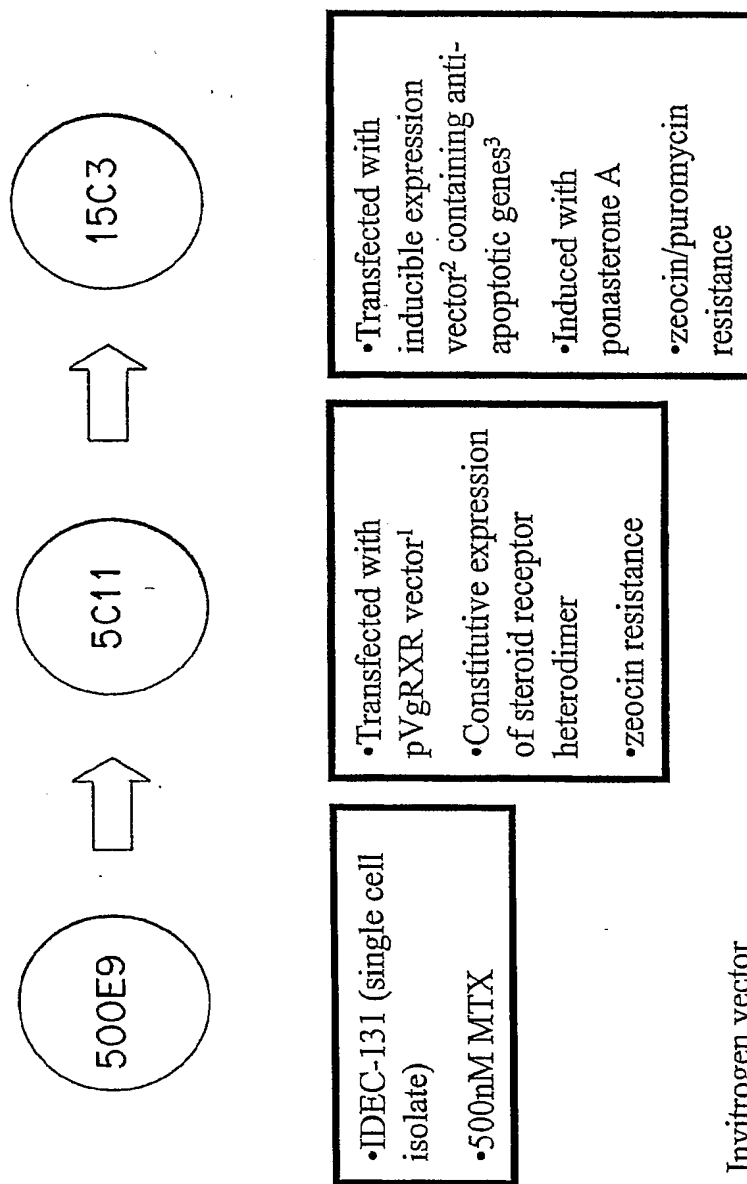 500E9
5C11
15C3
•IDEC-131 (single cell
isolate)
•500nM MTX
•Transfected with
pVgRXR vector¹
•Constitutive expression
of steroid receptor
heterodimer
•zeocin resistance
•Transfected with
inducible expression
vector² containing anti-
apoptotic genes³
•Induced with
ponasterone A
•zeocin/puromycin
resistance
Invitrogen vector